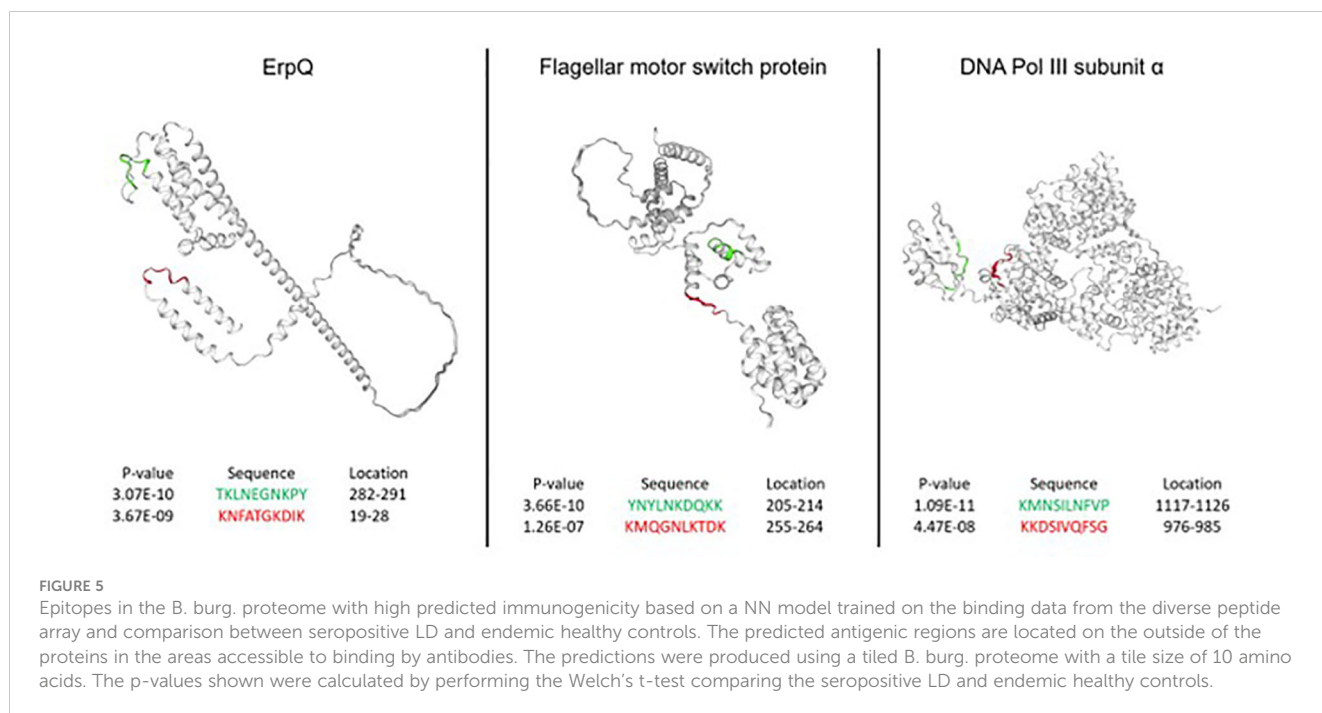 ErpQ
Flagellar motor switch protein
DNA Pol III subunit α
P-value Sequence Location
3.07E-10 TKLNEGNKPY 282-291
3.67E-09 KNFATGKDIK 19-28
P-value Sequence Location
3.66E-10 YNYLNKDQKK 205-214
1.26E-07 KMQGNLKTDK 255-264
P-value Sequence Location
1.09E-11 KMNSILNFVP 1117-1126
4.47E-08 KKDSIVQFSG 976-985
FIGURE 5
Epitopes in the B. burg. proteome with high predicted immunogenicity based on a NN model trained on the binding data from the diverse peptide
array and comparison between seropositive LD and endemic healthy controls. The predicted antigenic regions are located on the outside of the
proteins in the areas accessible to binding by antibodies. The predictions were produced using a tiled B. burg. proteome with a tile size of 10 amino
acids. The p-values shown were calculated by performing the Welch’s t-test comparing the seropositive LD and endemic healthy controls.